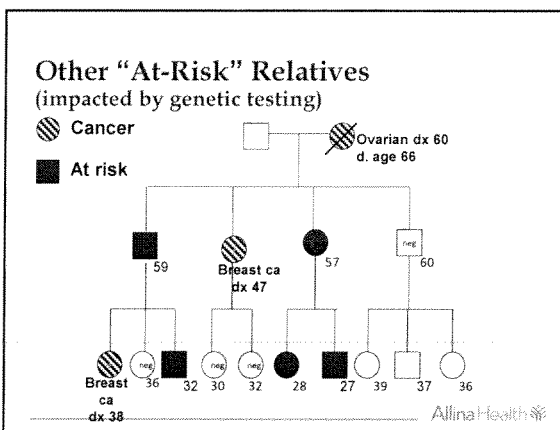 Other “At-Risk” Relatives
(impacted by genetic testing)
Cancer
At risk
Ovarian dx 60
d. age 66
59
Breast ca
dx 47
57
neg
60
Breast
ca
dx 38
neg
36
32
neg
30
neg
32
28
27
39
37
36
Allina Health